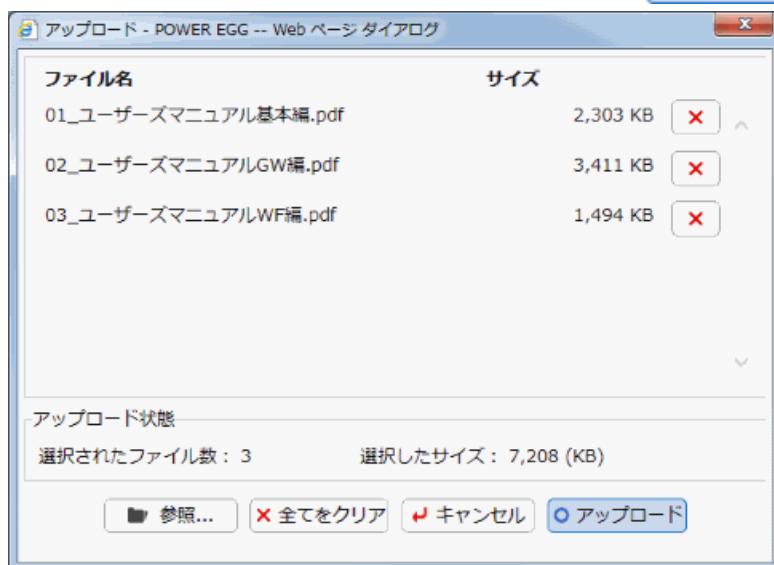 アップロード - POWER EGG -- Web ページ ダイアログ
ファイル名 サイズ
01_ユーザーズマニュアル基本編.pdf 2,303 KB
02_ユーザーズマニュアルGW編.pdf 3,411 KB
03_ユーザーズマニュアルWF編.pdf 1,494 KB
アップロード状態
選択されたファイル数： 3 選択したサイズ： 7,208 (KB)
参照... 全てをクリア キャンセル アップロード